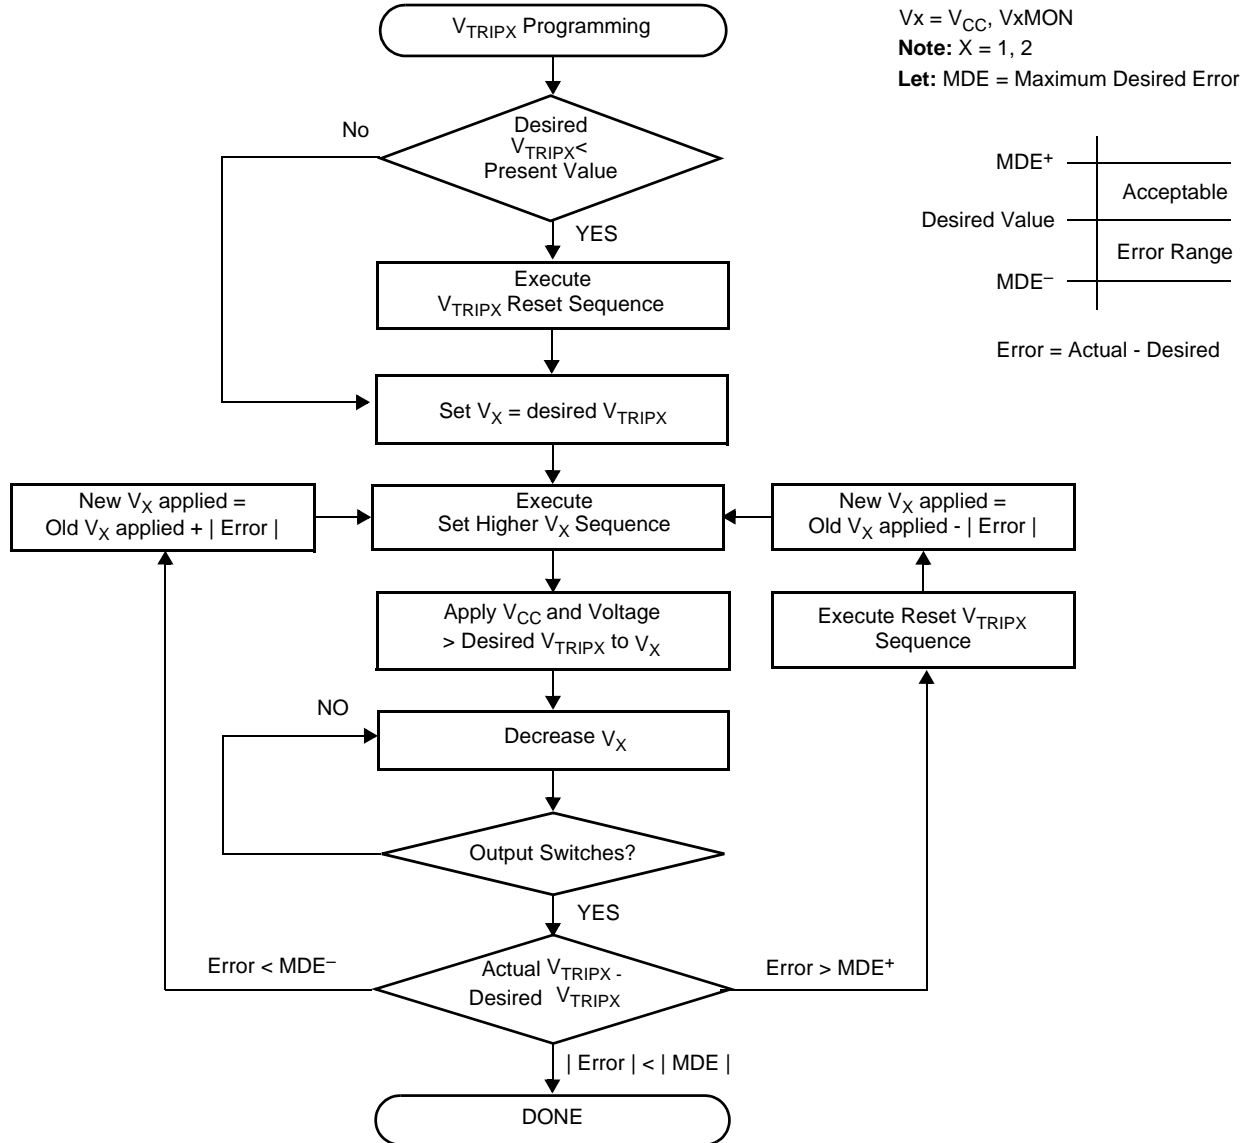 V_TRIPX Programming
Vx = V_CC, VxMON
Note: X = 1, 2
Let: MDE = Maximum Desired Error
No
Desired
V_TRIPX<
Present Value
YES
MDE⁺
Acceptable
Desired Value
Error Range
MDE⁻
Error = Actual - Desired
Execute
V_TRIPX Reset Sequence
Set V_X = desired V_TRIPX
New V_X applied =
Old V_X applied + | Error |
Execute
Set Higher V_X Sequence
New V_X applied =
Old V_X applied - | Error |
Apply V_CC and Voltage
> Desired V_TRIPX to V_X
Execute Reset V_TRIPX
Sequence
NO
Decrease V_X
Output Switches?
YES
Error < MDE⁻
Actual V_TRIPX -
Desired V_TRIPX
Error > MDE⁺
| Error | < | MDE |
DONE